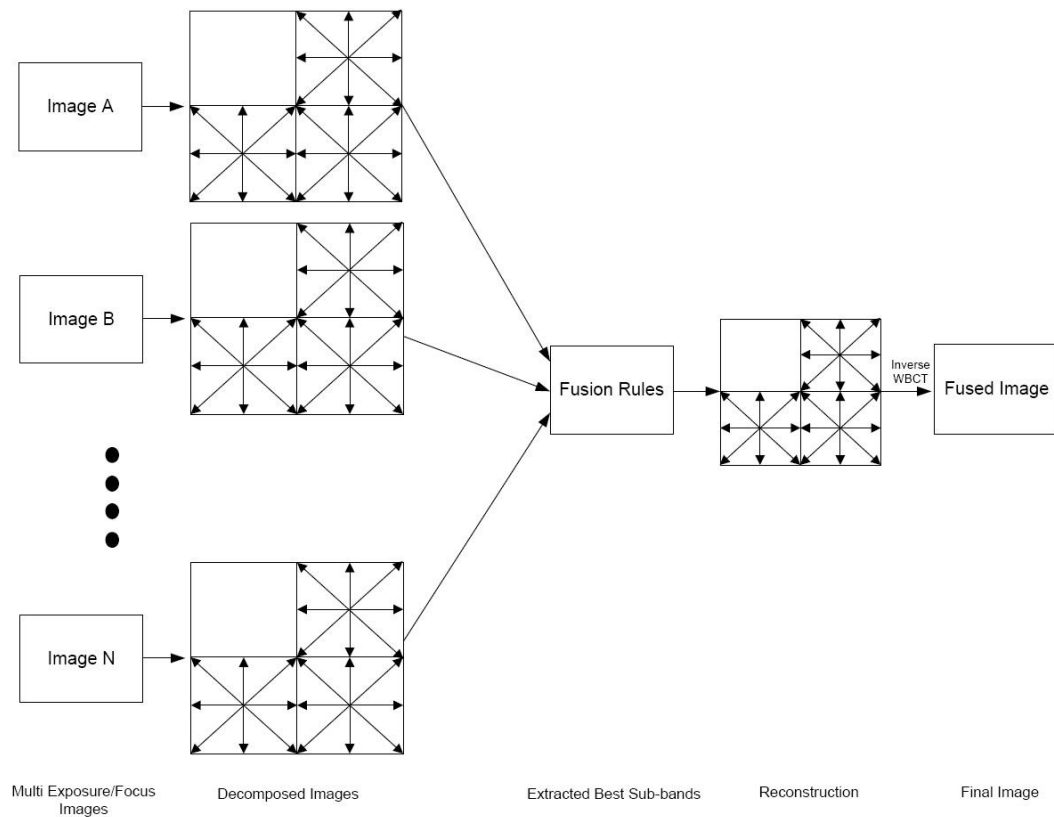 Image A
Image B
Fusion Rules
Inverse
WBCT
Fused Image
Image N
Multi Exposure/Focus
Images
Decomposed Images
Extracted Best Sub-bands
Reconstruction
Final Image